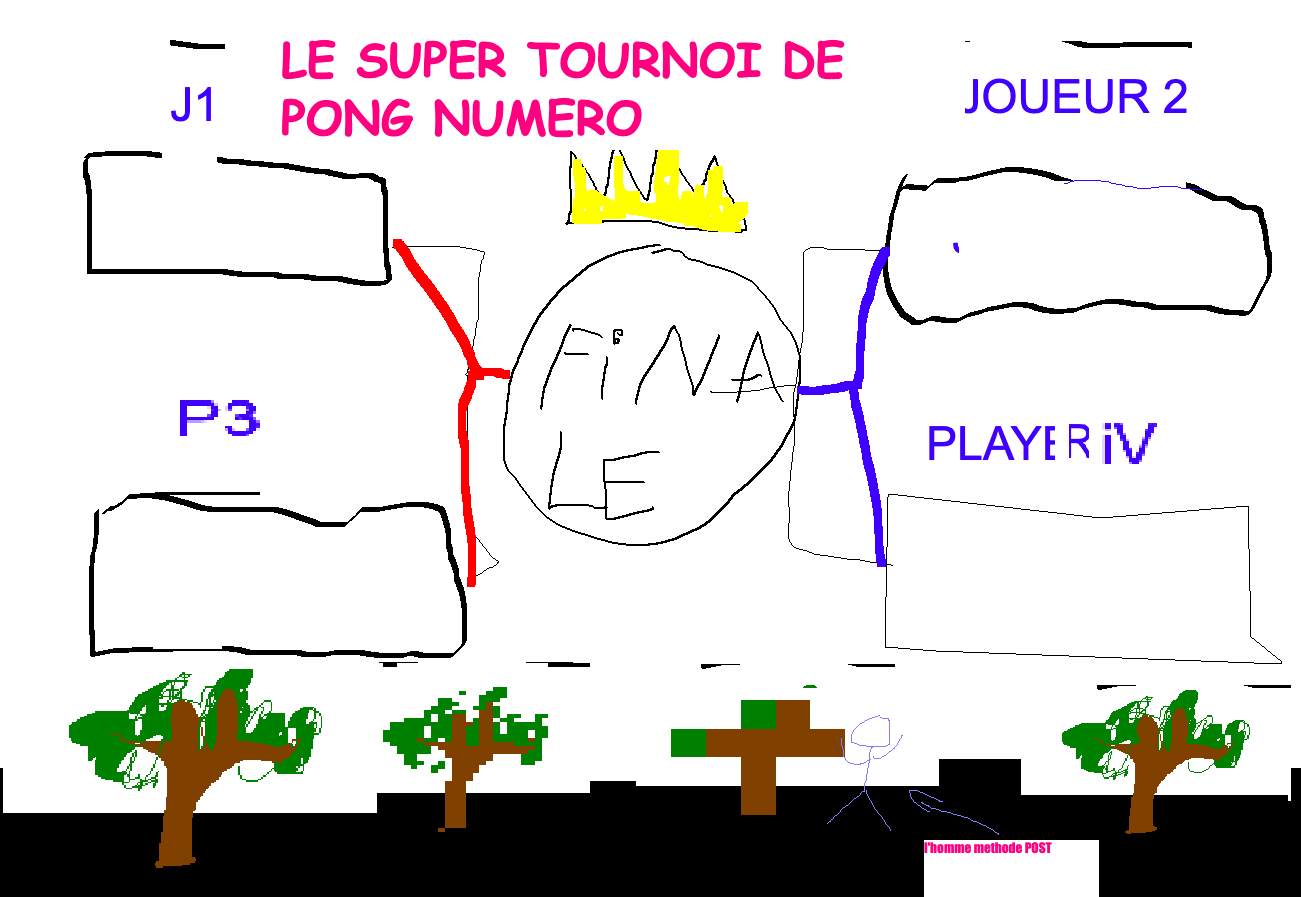 LE SUPER TOURNOI DE
PONG NUMERO
J1
JOUEUR 2
FiNA
LE
P3
PLAYER iV
l'homme methode POST